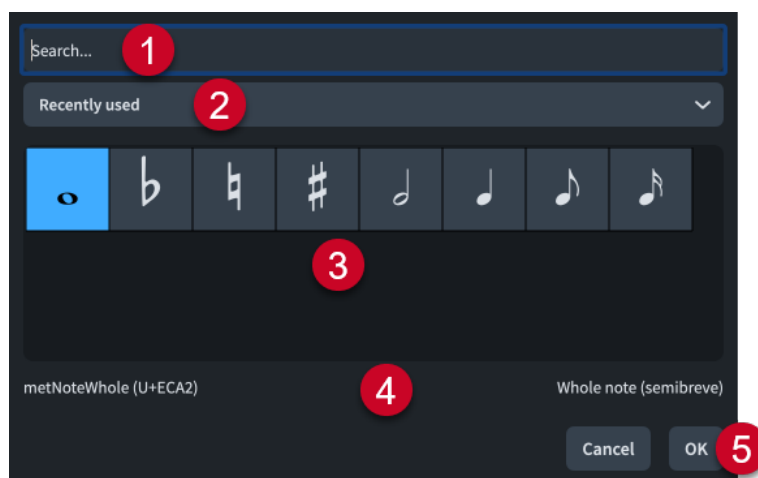 Search... 1
Recently used 2
3
metNoteWhole (U+ECA2) 4 Whole note (semibreve)
Cancel OK 5